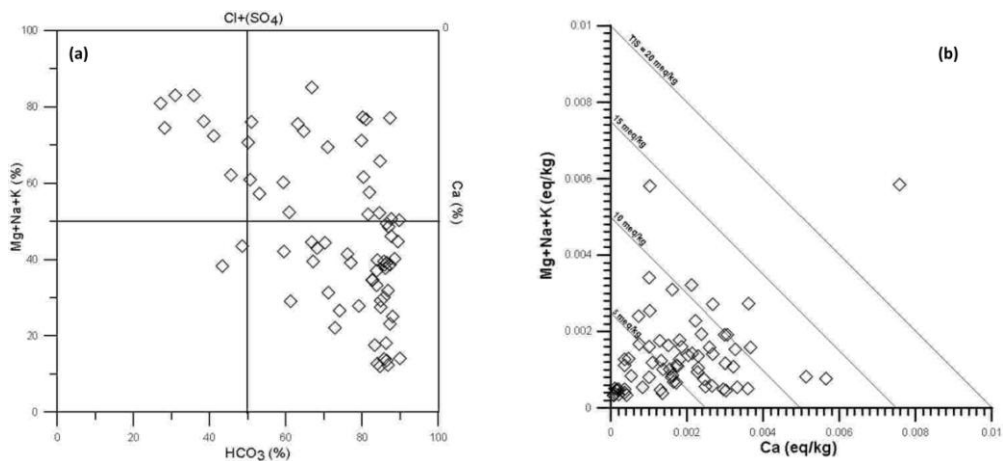 Cl+(SO4)
(a)
0
100
80
60
40
20
0
Mg+Na+K (%)
Ca (%)
0
20
40
60
80
100
HCO3 (%)
(b)
0.01
0.008
0.006
0.004
0.002
0
Mg+Na+K (eq/kg)
TIS = 20 meq/kg
15 meq/kg
10 meq/kg
5 meq/kg
0
0.002
0.004
0.006
0.008
0.01
Ca (eq/kg)